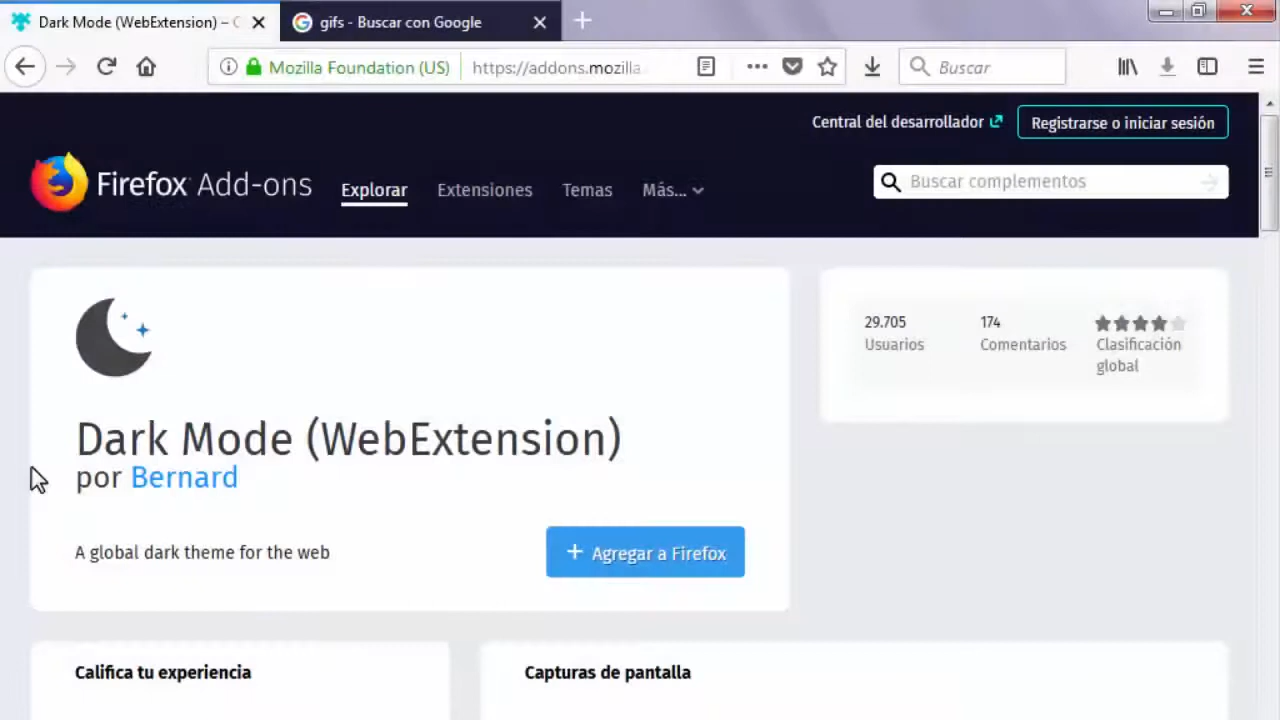 Dark Mode (WebExtension) –
gifs - Buscar con Google
Mozilla Foundation (US)
https://addons.mozilla
Buscar
Central del desarrollador
Registrarse o iniciar sesión
Firefox Add-ons
Explorar
Extensiones
Temas
Más...
Buscar complementos
29.705
174
Usuarios
Comentarios
Clasificación
global
Dark Mode (WebExtension)
por Bernard
A global dark theme for the web
+ Agregar a Firefox
Califica tu experiencia
Capturas de pantalla